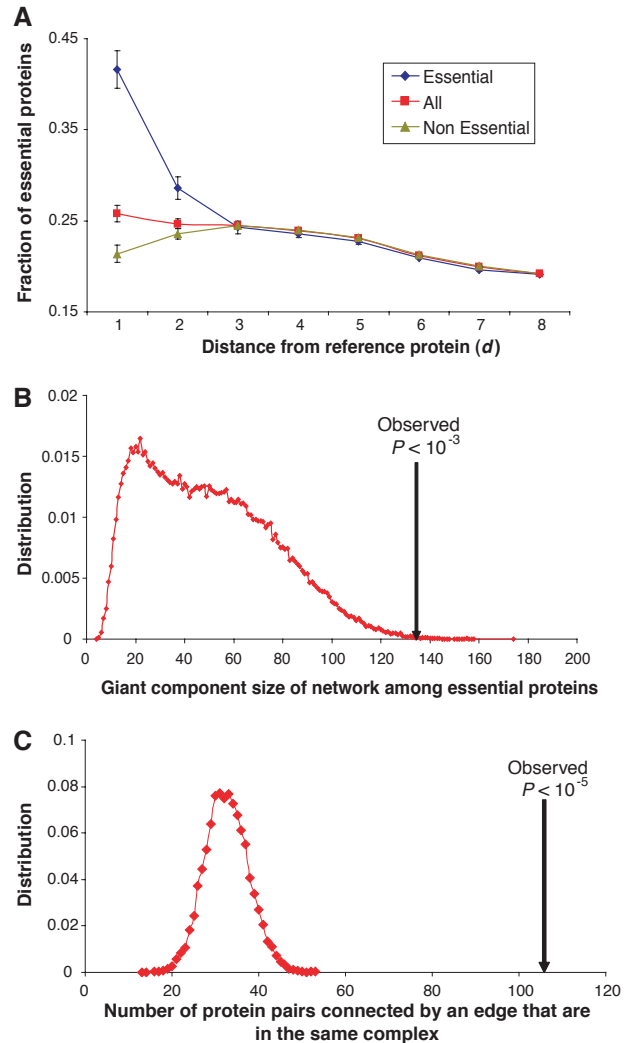 A
Fraction of essential proteins
0.45
0.35
0.25
0.15
Essential
All
Non Essential
1 2 3 4 5 6 7 8
Distance from reference protein (d)
B
Distribution
0.02
0.015
0.01
0.005
0
Observed
P < 10-3
0 20 40 60 80 100 120 140 160 180 200
Giant component size of network among essential proteins
C
Distribution
0.1
0.08
0.06
0.04
0.02
0
Observed
P < 10-5
0 20 40 60 80 100 120
Number of protein pairs connected by an edge that are
in the same complex